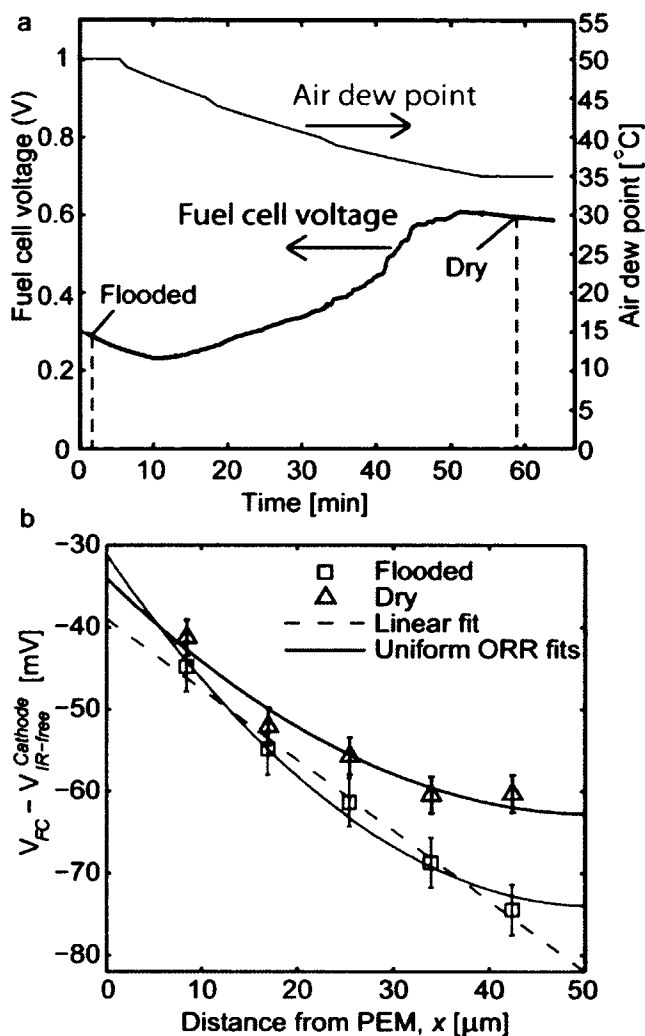 a
Fuel cell voltage (V)
1
0.8
0.6
0.4
0.2
0
55
50
45
40
35
30
25
20
15
10
5
0
Air dew point [°C]
Air dew point
Fuel cell voltage
Flooded
Dry
0 10 20 30 40 50 60
Time [min]
b
V_FC − V^Cathode_IR−free [mV]
−30
−40
−50
−60
−70
−80
Flooded
Dry
Linear fit
Uniform ORR fits
0 10 20 30 40 50
Distance from PEM, x [μm]